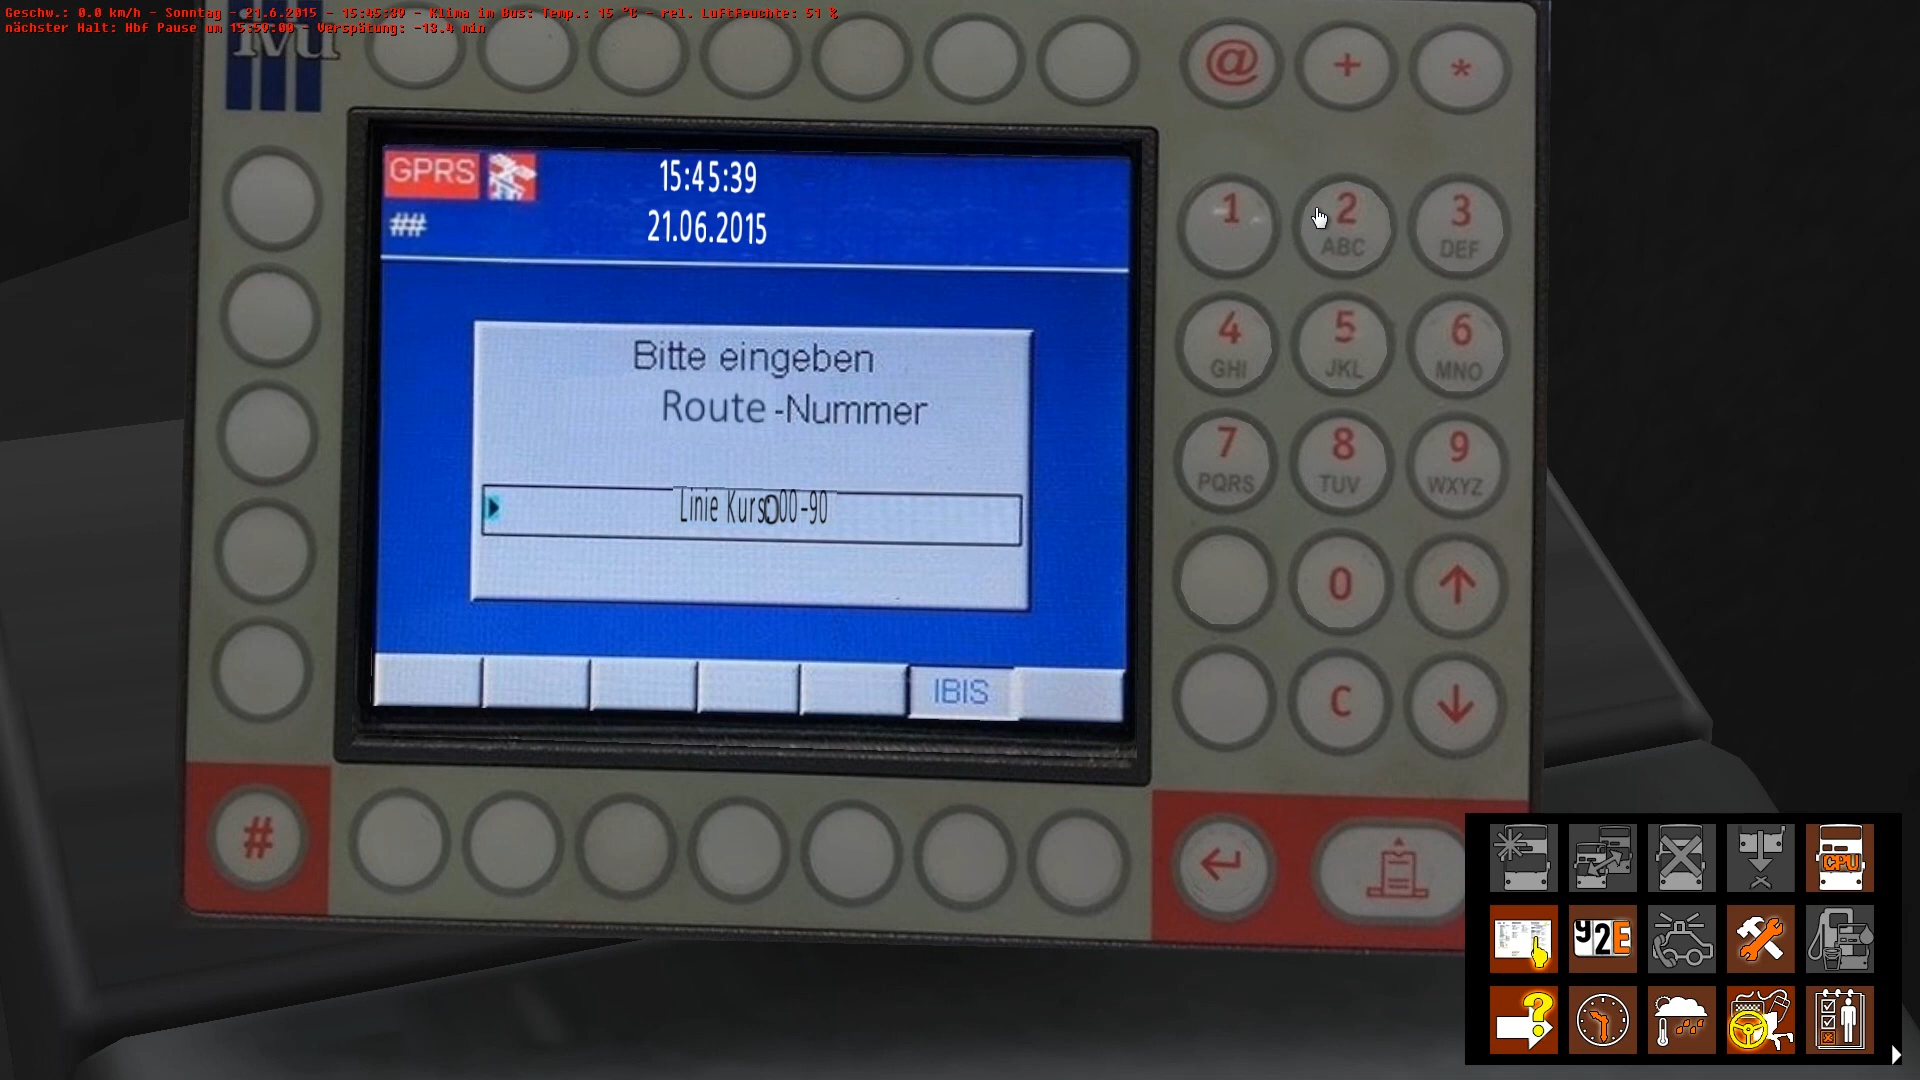 Geschw.: 0.0 km/h - Sonntag - 21.6.2015 - 15:45:39 - Klima im Bus: Temp.: 15 °C - rel. Luftfeuchte: 51 %
nächster Halt: Hbf Pause um 15:59:00 - Verspätung: -13.4 min
ivu
@ + *
GPRS 15:45:39
## 21.06.2015
1 2 ABC 3 DEF
Bitte eingeben
Route -Nummer
4 GHI 5 JKL 6 MNO
Linie Kurs: 00-90
7 PQRS 8 TUV 9 WXYZ
0 ↑
IBIS
C ↓
#
CPU
92E
?